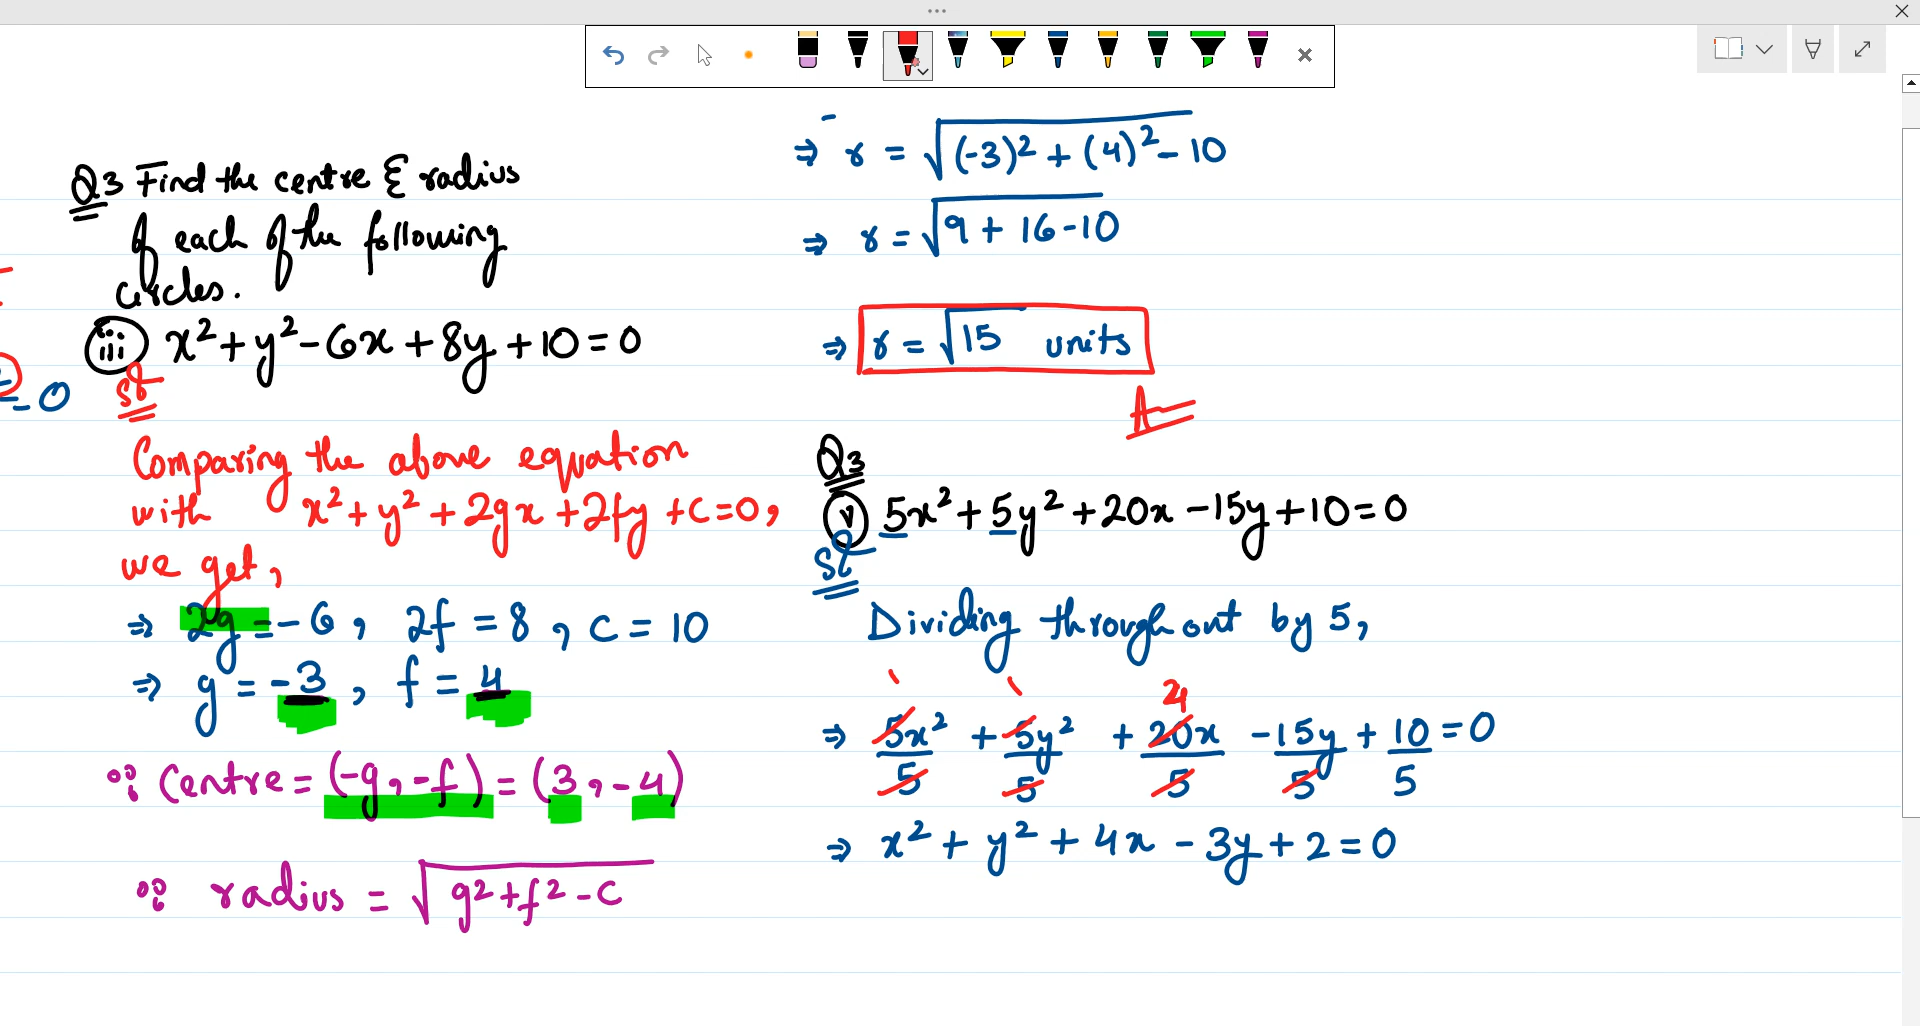 Q3 Find the centre & radius
of each of the following
circles.
(iii) x² + y² - 6x + 8y + 10 = 0
Sol
Comparing the above equation
with x² + y² + 2gx + 2fy + c = 0,
we get,
⇒ 2g = -6, 2f = 8, c = 10
⇒ g = -3, f = 4
∵ Centre = (-g, -f) = (3, -4)
∵ radius = √(g² + f² - c)
= 0
⇒ r = √((-3)² + (4)² - 10)
⇒ r = √(9 + 16 - 10)
⇒ r = √15 units
A
Q3
(v) 5x² + 5y² + 20x - 15y + 10 = 0
Sol
Dividing throughout by 5,
4
⇒ 5x²/5 + 5y²/5 + 20x/5 - 15y/5 + 10/5 = 0
⇒ x² + y² + 4x - 3y + 2 = 0